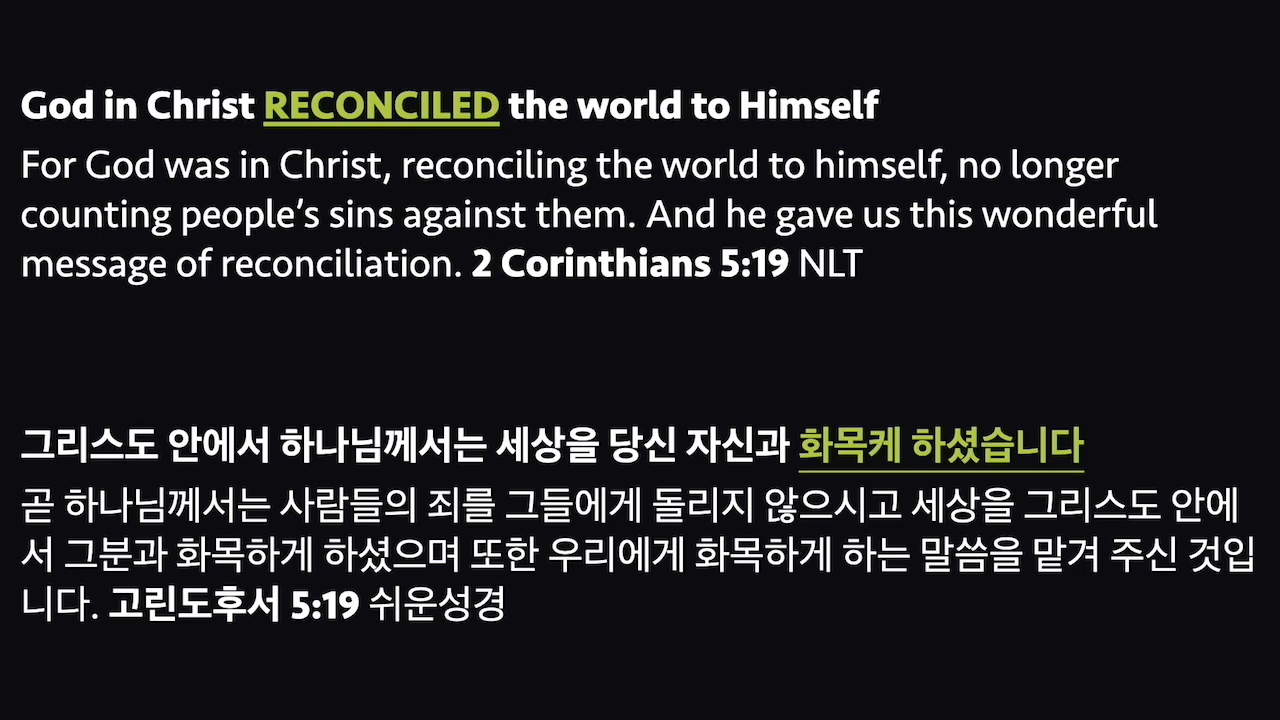 God in Christ RECONCILED the world to Himself
For God was in Christ, reconciling the world to himself, no longer
counting people’s sins against them. And he gave us this wonderful
message of reconciliation. 2 Corinthians 5:19 NLT
그리스도 안에서 하나님께서는 세상을 당신 자신과 화목케 하셨습니다
곧 하나님께서는 사람들의 죄를 그들에게 돌리지 않으시고 세상을 그리스도 안에
서 그분과 화목하게 하셨으며 또한 우리에게 화목하게 하는 말씀을 맡겨 주신 것입
니다. 고린도후서 5:19 쉬운성경